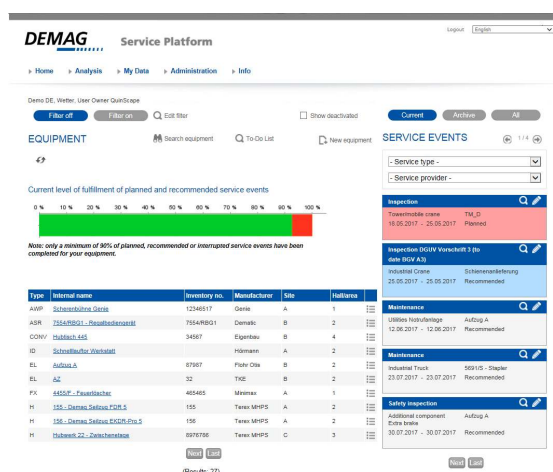 Logout English
DEMAG Service Platform
Home Analysis My Data Administration Info
Demo DE, Wetter, User Owner QuinScape
Filter off Filter on Edit filter Show deactivated Current Archive All
EQUIPMENT Search equipment To-Do List New equipment SERVICE EVENTS 1/4
- Service type -
- Service provider -
Current level of fulfillment of planned and recommended service events
0 % 10 % 20 % 30 % 40 % 50 % 60 % 70 % 80 % 90 % 100 %
Note: only a minimum of 90% of planned, recommended or interrupted service events have been
completed for your equipment.
Type Internal name Inventory no. Manufacturer Site Hall/area
AWP Scherenbühne Genie 12346517 Genie A 1
ASR 7554/RBG1 - Regalbediengerät 7554/RBG1 Dematic B 2
CONV Hubtisch 445 34567 Eigenbau B 4
ID Schnelllauftor Werkstatt Hörmann A 2
EL Aufzug A 87987 Flohr Otis B 2
EL AZ 32 TKE B 2
FX 4455/F - Feuerlöscher 465465 Minimax A 1
H 155 - Demag Seilzug FDR 5 155 Terex MHPS A 2
H 156 - Demag Seilzug EKDR-Pro 5 156 Terex MHPS A 2
H Hubwerk 22 - Zwischenetage 8976786 Terex MHPS C 3
Next Last
(Results: 27)
Inspection
Tower/mobile crane TM_D
18.05.2017 - 25.05.2017 Planned
Inspection DGUV Vorschrift 3 (to
date BGV A3)
Industrial Crane Schienenanlieferung
25.05.2017 - 25.05.2017 Recommended
Maintenance
Utilities Notrufanlage Aufzug A
12.06.2017 - 12.06.2017 Recommended
Maintenance
Industrial Truck 5691/S - Stapler
23.07.2017 - 23.07.2017 Recommended
Safety inspection
Additional component Aufzug A
Extra brake
30.07.2017 - 30.07.2017 Recommended
Next Last